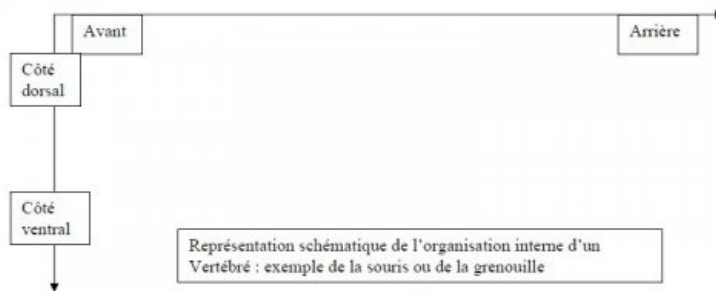 Avant
Arrière
Côté
dorsal
Côté
ventral
Représentation schématique de l'organisation interne d'un
Vertébré : exemple de la souris ou de la grenouille